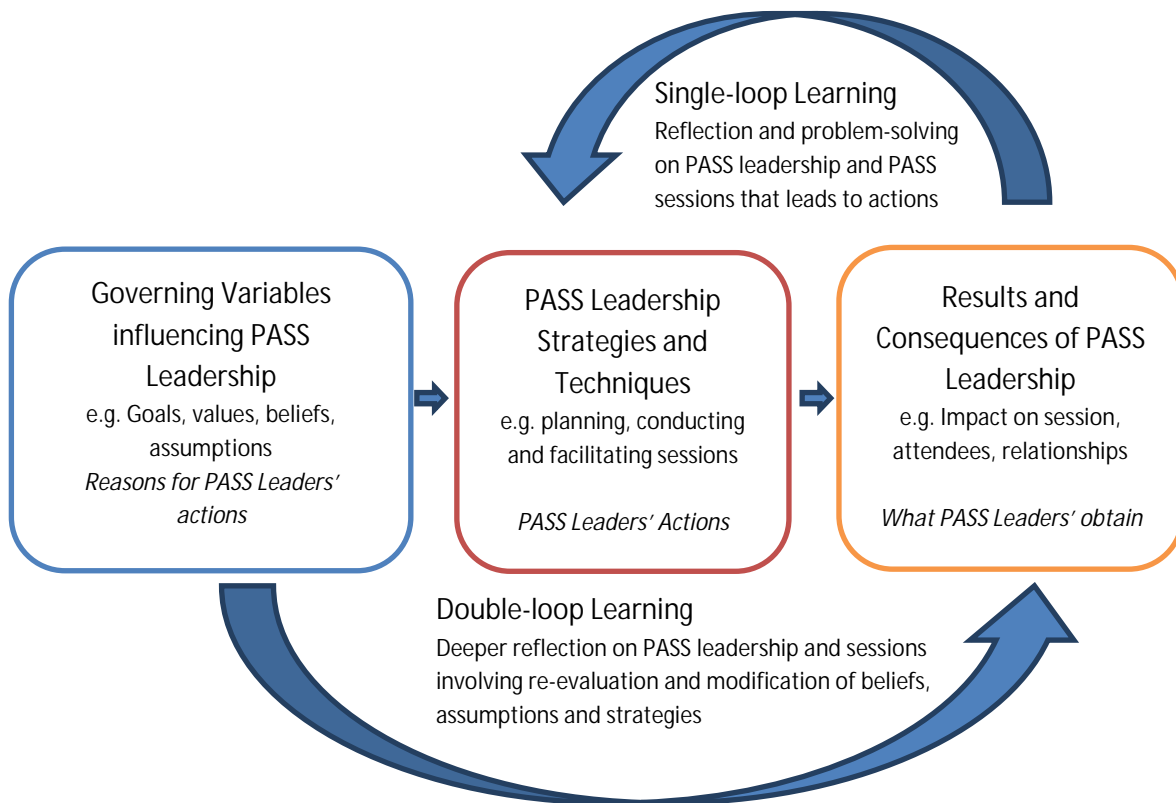 Single-loop Learning
Reflection and problem-solving
on PASS leadership and PASS
sessions that leads to actions
Governing Variables
influencing PASS
Leadership
e.g. Goals, values, beliefs,
assumptions
Reasons for PASS Leaders’
actions
PASS Leadership
Strategies and
Techniques
e.g. planning, conducting
and facilitating sessions
PASS Leaders’ Actions
Results and
Consequences of PASS
Leadership
e.g. Impact on session,
attendees, relationships
What PASS Leaders’ obtain
Double-loop Learning
Deeper reflection on PASS leadership and sessions
involving re-evaluation and modification of beliefs,
assumptions and strategies